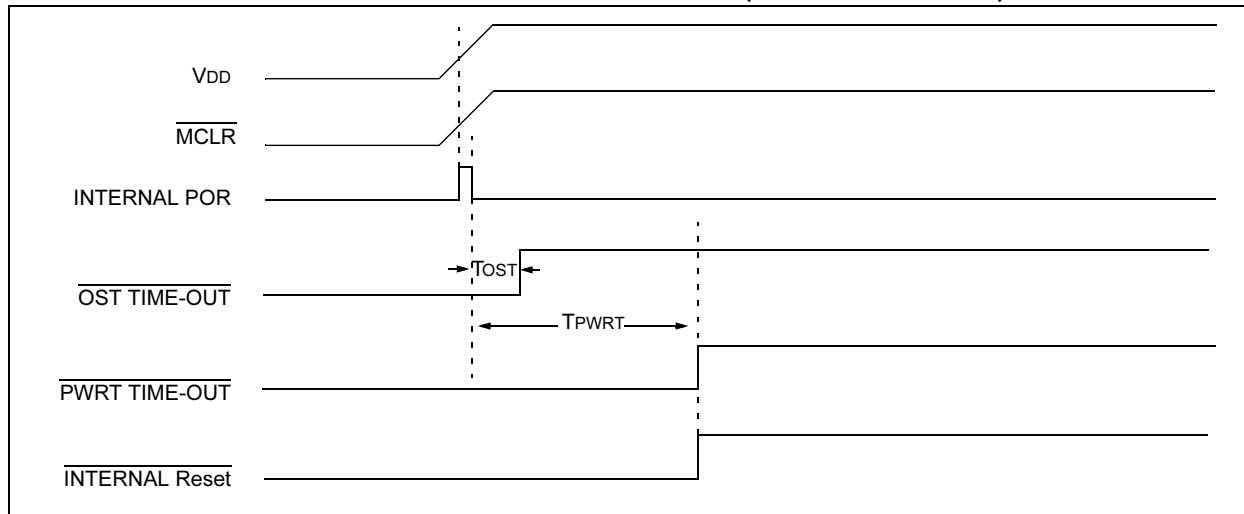 VDD
MCLR
INTERNAL POR
TOST
OST TIME-OUT
TPWRT
PWRT TIME-OUT
INTERNAL Reset